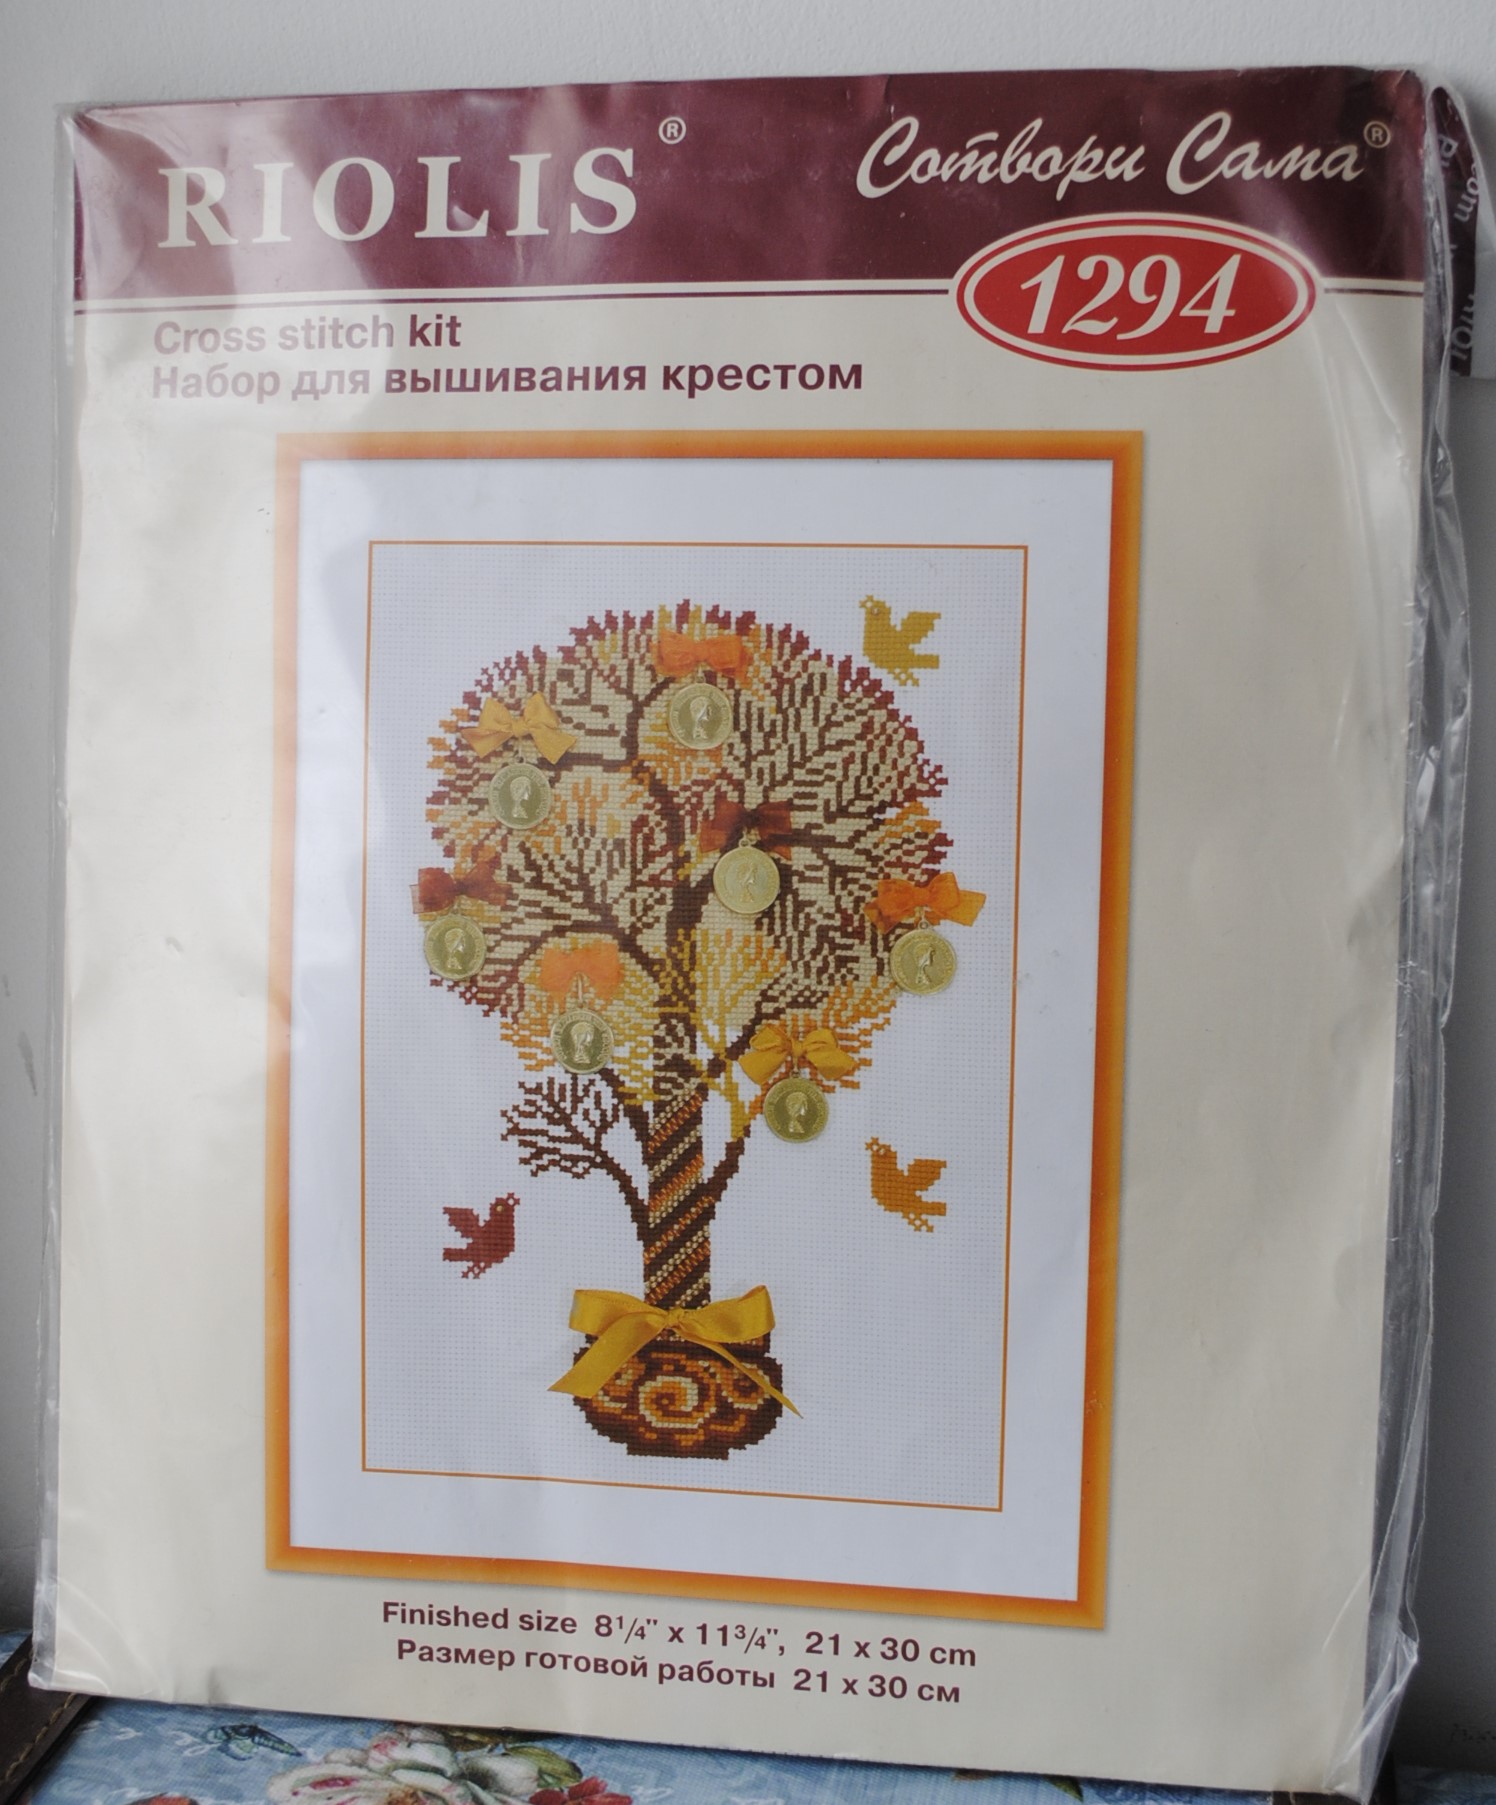 RIOLIS®
Сотвори Сама®
1294
Cross stitch kit
Набор для вышивания крестом
Finished size 8¼" x 11¾", 21 x 30 cm
Размер готовой работы 21 x 30 см